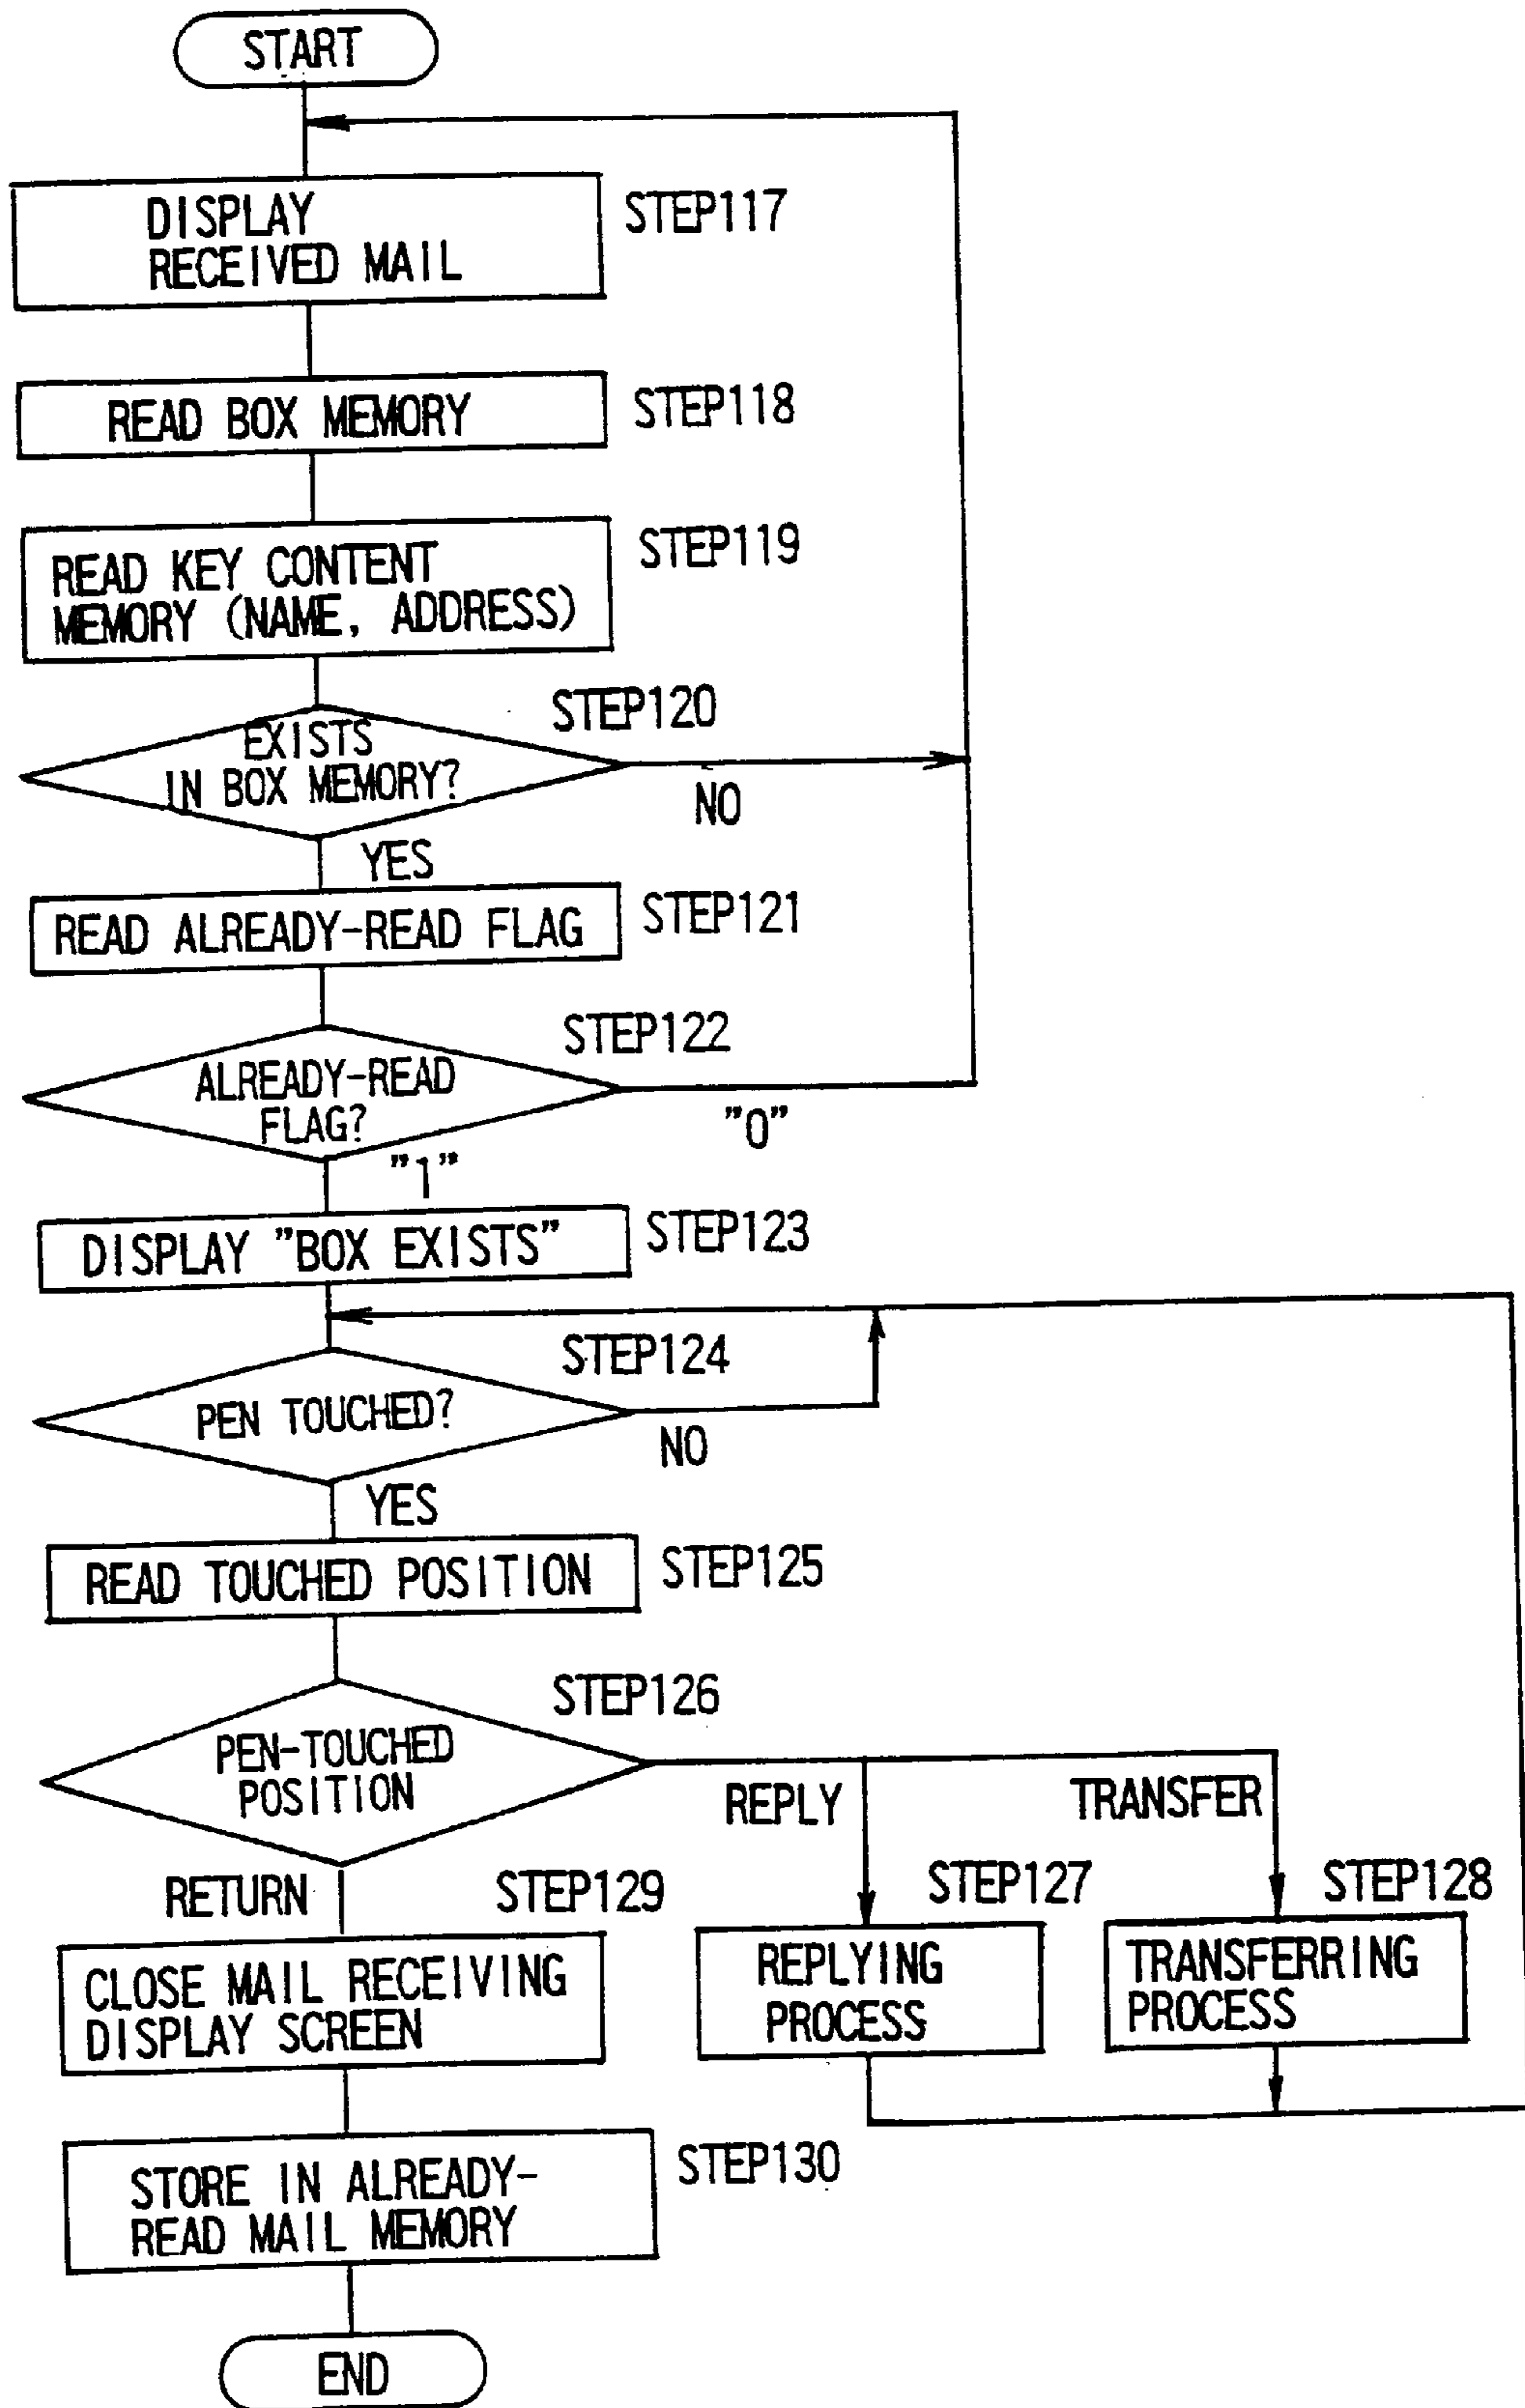 START
DISPLAY
RECEIVED MAIL
STEP117
READ BOX MEMORY
STEP118
READ KEY CONTENT
MEMORY (NAME, ADDRESS)
STEP119
STEP120
EXISTS
IN BOX MEMORY?
NO
YES
READ ALREADY-READ FLAG
STEP121
STEP122
ALREADY-READ
FLAG?
"0"
"1"
DISPLAY "BOX EXISTS"
STEP123
STEP124
PEN TOUCHED?
NO
YES
READ TOUCHED POSITION
STEP125
STEP126
PEN-TOUCHED
POSITION
REPLY
TRANSFER
RETURN
STEP129
STEP127
STEP128
CLOSE MAIL RECEIVING
DISPLAY SCREEN
REPLYING
PROCESS
TRANSFERRING
PROCESS
STORE IN ALREADY-
READ MAIL MEMORY
STEP130
END